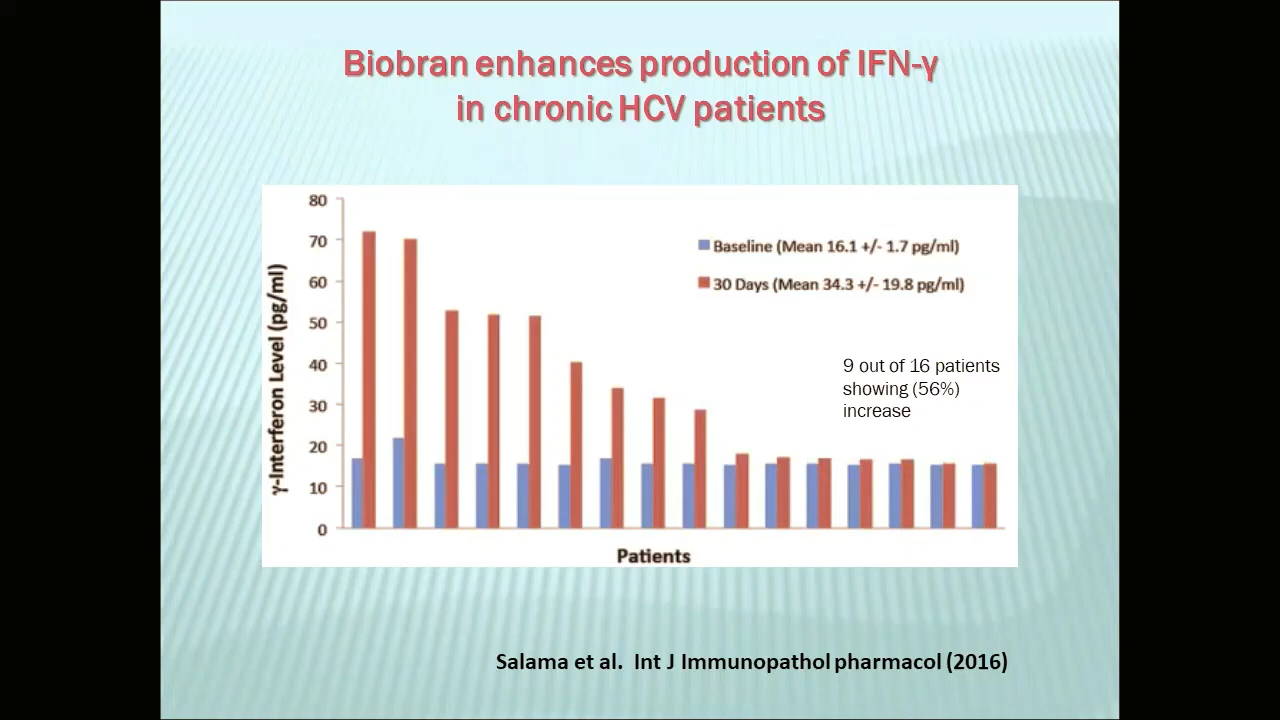 Biobran enhances production of IFN-γ
in chronic HCV patients
80
70
60
50
40
30
20
10
0
γ-Interferon Level (pg/ml)
Baseline (Mean 16.1 +/- 1.7 pg/ml)
30 Days (Mean 34.3 +/- 19.8 pg/ml)
9 out of 16 patients
showing (56%)
increase
Patients
Salama et al. Int J Immunopathol pharmacol (2016)